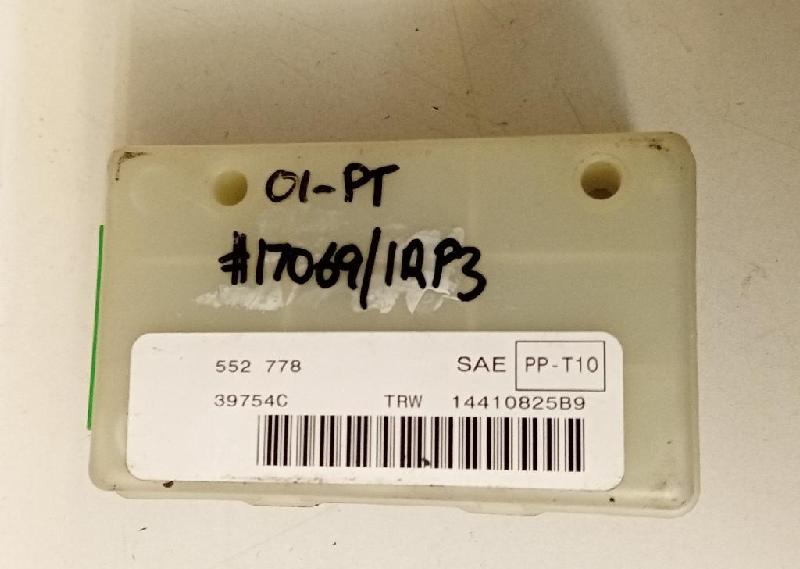 01-PT
#17069/1AP3
552 778 SAE PP-T10
39754C TRW 14410825B9